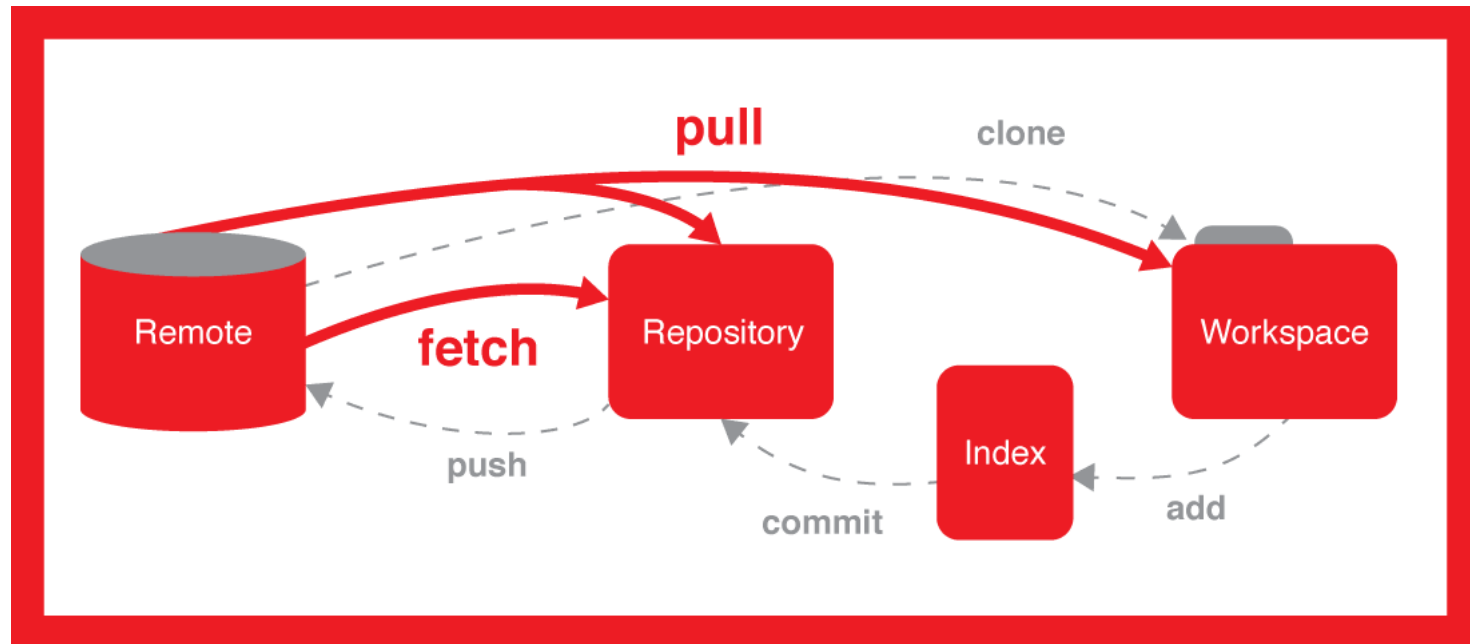 pull
clone
Remote
fetch
Repository
Workspace
push
Index
commit
add